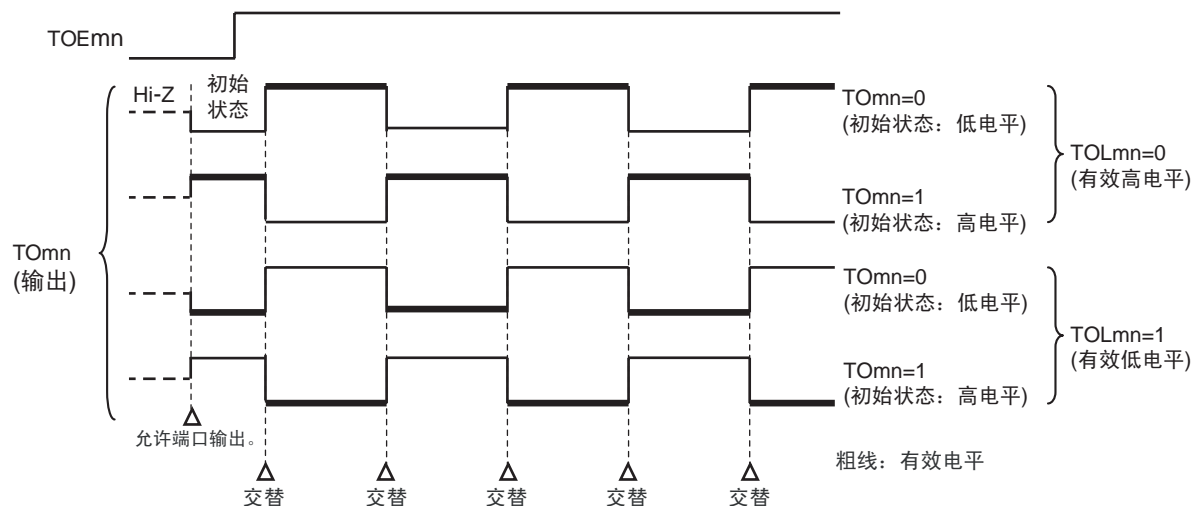 TOEmn
Hi-Z
初始
状态
TOmn=0
(初始状态：低电平)
TOLmn=0
(有效高电平)
TOmn=1
(初始状态：高电平)
TOmn
(输出)
TOmn=0
(初始状态：低电平)
TOLmn=1
(有效低电平)
TOmn=1
(初始状态：高电平)
允许端口输出。
粗线：有效电平
交替
交替
交替
交替
交替